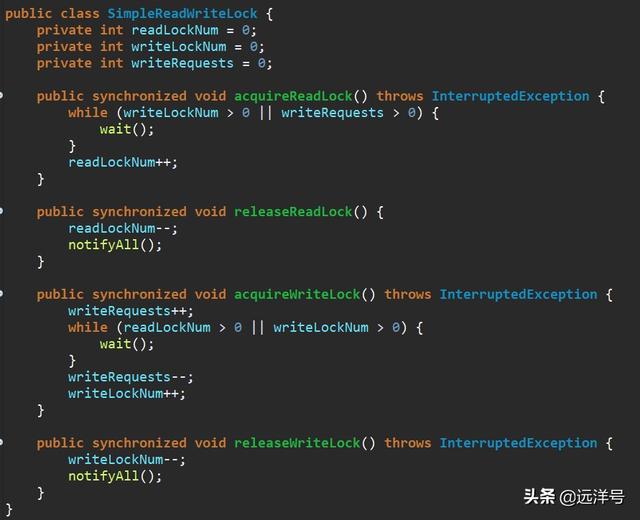 public class SimpleReadWriteLock {
    private int readLockNum = 0;
    private int writeLockNum = 0;
    private int writeRequests = 0;

    public synchronized void acquireReadLock() throws InterruptedException {
        while (writeLockNum > 0 || writeRequests > 0) {
            wait();
        }
        readLockNum++;
    }

    public synchronized void releaseReadLock() {
        readLockNum--;
        notifyAll();
    }

    public synchronized void acquireWriteLock() throws InterruptedException {
        writeRequests++;
        while (readLockNum > 0 || writeLockNum > 0) {
            wait();
        }
        writeRequests--;
        writeLockNum++;
    }

    public synchronized void releaseWriteLock() throws InterruptedException {
        writeLockNum--;
        notifyAll();
    }
}
头条 @远洋号